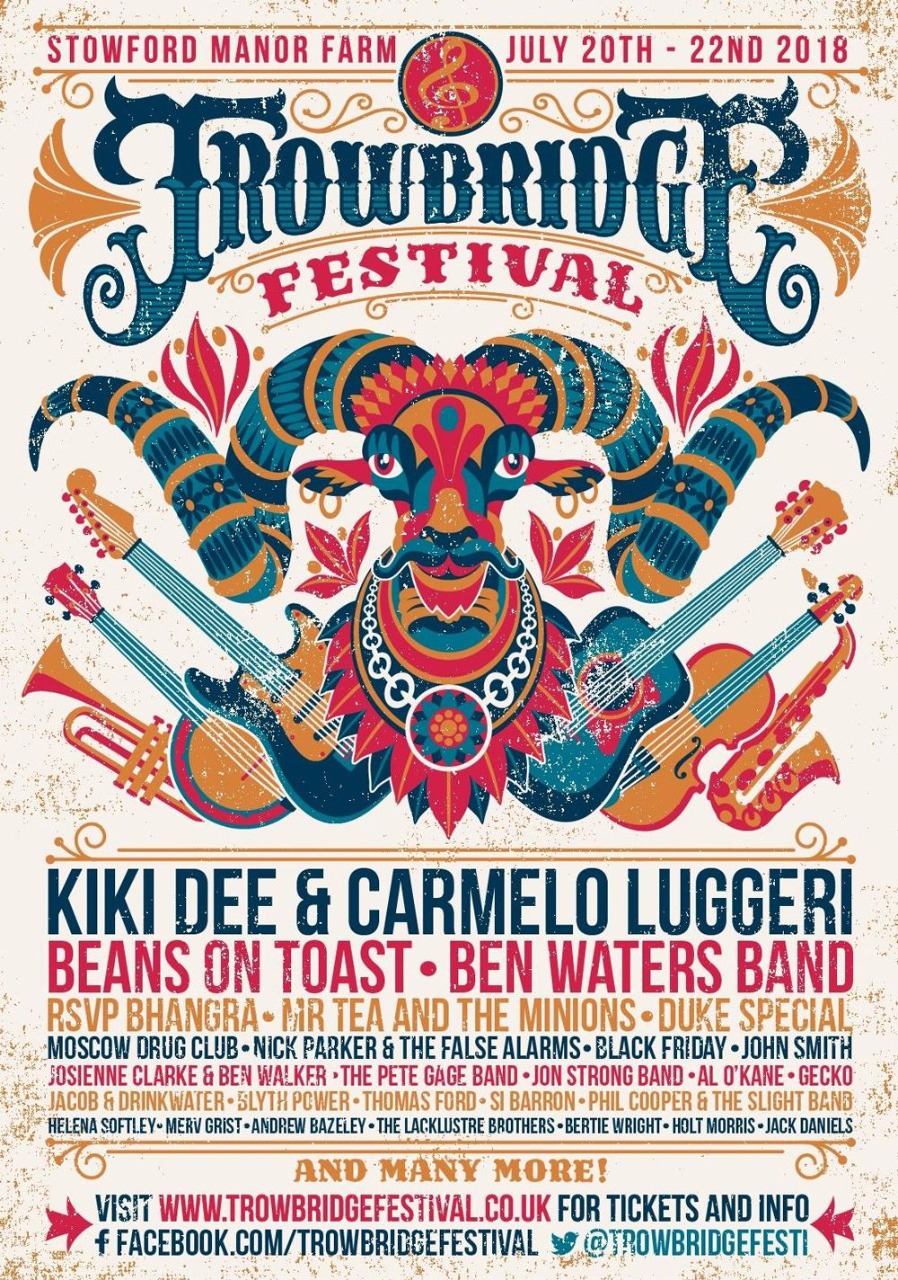 STOWFORD MANOR FARM JULY 20TH - 22ND 2018
TROWBRIDGE
FESTIVAL
KIKI DEE & CARMELO LUGGERI
BEANS ON TOAST • BEN WATERS BAND
RSVP BHANGRA • MR TEA AND THE MINIONS • DUKE SPECIAL
MOSCOW DRUG CLUB • NICK PARKER & THE FALSE ALARMS • BLACK FRIDAY • JOHN SMITH
JOSIENNE CLARKE & BEN WALKER • THE PETE GAGE BAND • JON STRONG BAND • AL O'KANE • GECKO
JACOB & DRINKWATER • BLYTH POWER • THOMAS FORD • SI BARRON • PHIL COOPER & THE SLIGHT BAND
HELENA SOFTLEY • MERV GRIST • ANDREW BAZELEY • THE LACKLUSTRE BROTHERS • BERTIE WRIGHT • HOLT MORRIS • JACK DANIELS
AND MANY MORE!
VISIT WWW.TROWBRIDGEFESTIVAL.CO.UK FOR TICKETS AND INFO
f FACEBOOK.COM/TROWBRIDGEFESTIVAL @TROWBRIDGEFESTI